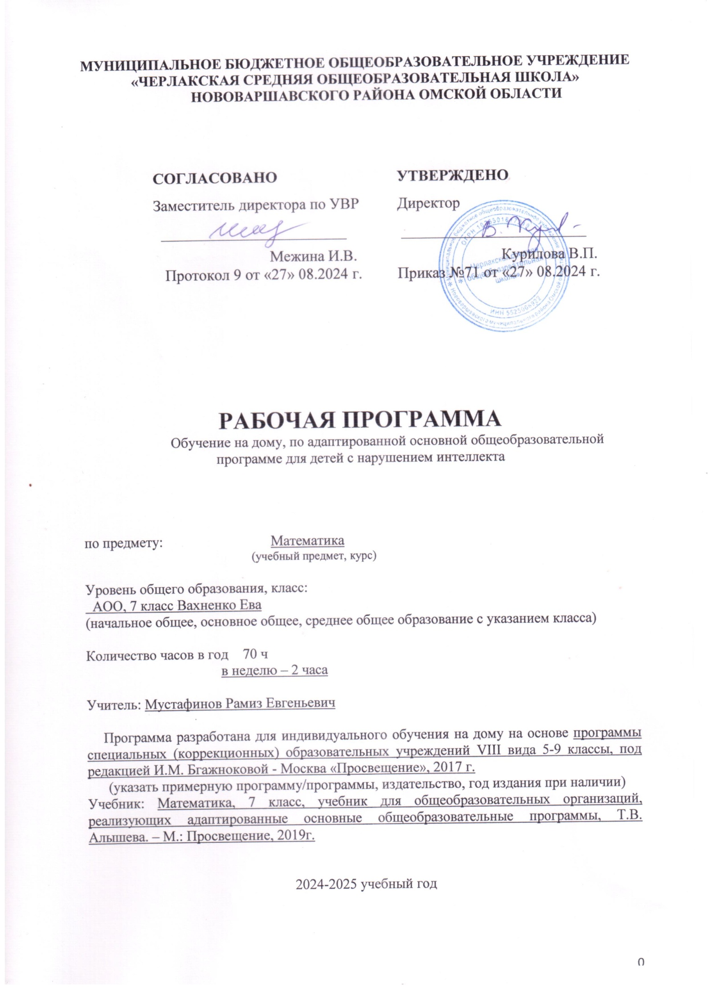 МУНИЦИПАЛЬНОЕ БЮДЖЕТНОЕ ОБЩЕОБРАЗОВАТЕЛЬНОЕ УЧРЕЖДЕНИЕ
«ЧЕРЛАКСКАЯ СРЕДНЯЯ ОБЩЕОБРАЗОВАТЕЛЬНАЯ ШКОЛА»
НОВОВАРШАВСКОГО РАЙОНА ОМСКОЙ ОБЛАСТИ
СОГЛАСОВАНО
Заместитель директора по УВР
Межина И.В.
Протокол 9 от «27» 08.2024 г.
УТВЕРЖДЕНО
Директор
Курилова В.П.
Приказ №71 от «27» 08.2024 г.
Муниципальное бюджетное общеобразовательное учреждение
Нововаршавского муниципального района Омской области
Черлакская средняя
общеобразовательная
школа»
РАБОЧАЯ ПРОГРАММА
Обучение на дому, по адаптированной основной общеобразовательной
программе для детей с нарушением интеллекта
по предмету: Математика
(учебный предмет, курс)
Уровень общего образования, класс:
АОО, 7 класс Вахненко Ева
(начальное общее, основное общее, среднее общее образование с указанием класса)
Количество часов в год 70 ч
в неделю – 2 часа
Учитель: Мустафинов Рамиз Евгеньевич
Программа разработана для индивидуального обучения на дому на основе программы
специальных (коррекционных) образовательных учреждений VIII вида 5-9 классы, под
редакцией И.М. Бгажноковой - Москва «Просвещение», 2017 г.
(указать примерную программу/программы, издательство, год издания при наличии)
Учебник: Математика, 7 класс, учебник для общеобразовательных организаций,
реализующих адаптированные основные общеобразовательные программы, Т.В.
Алышева. – М.: Просвещение, 2019г.
2024-2025 учебный год
0